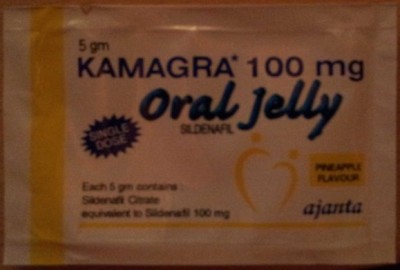 5 gm
KAMAGRA* 100 mg
Oral Jelly
SILDENAFIL
SINGLE
DOSE
PINEAPPLE
FLAVOUR
Each 5 gm contains :
Sildenafil Citrate
equivalent to Sildenafil 100 mg
ajanta